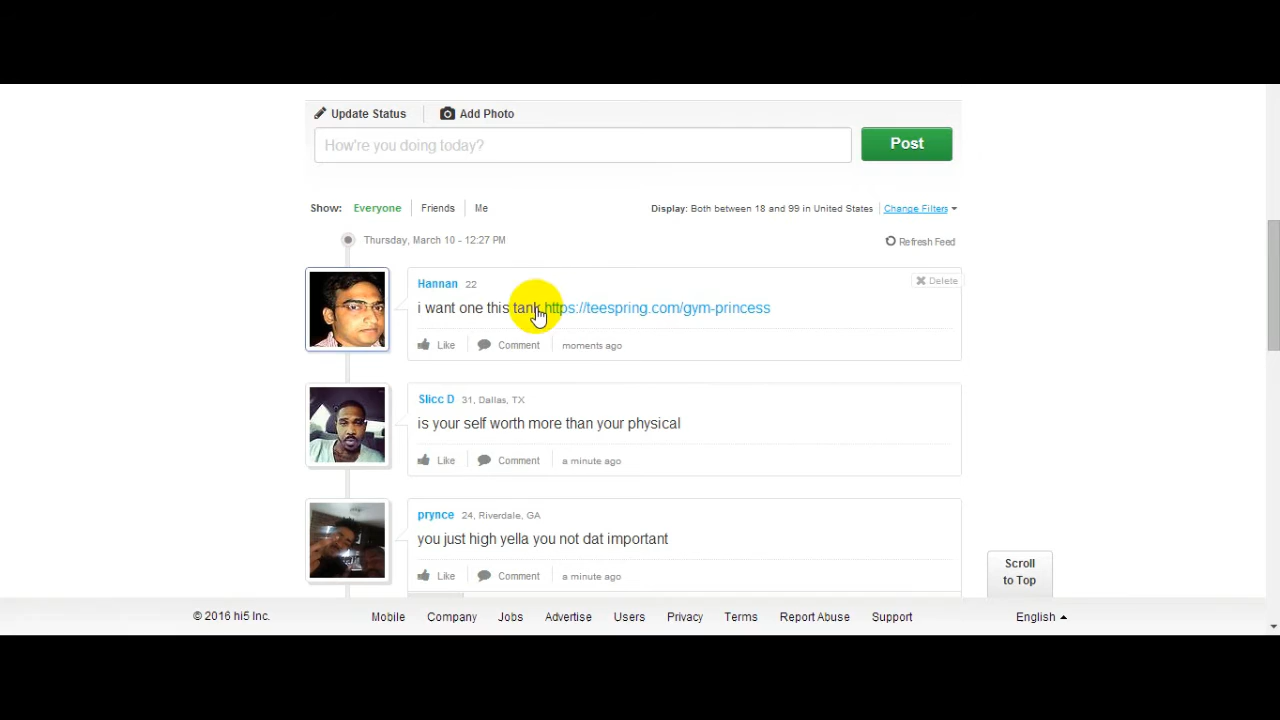 Update Status Add Photo
How're you doing today? Post
Show: Everyone Friends Me Display: Both between 18 and 99 in United States Change Filters
Thursday, March 10 - 12:27 PM Refresh Feed
Hannan 22 Delete
i want one this tank https://teespring.com/gym-princess
Like Comment moments ago
Slicc D 31, Dallas, TX
is your self worth more than your physical
Like Comment a minute ago
prynce 24, Riverdale, GA
you just high yella you not dat important
Like Comment a minute ago
Scroll
to Top
© 2016 hi5 Inc. Mobile Company Jobs Advertise Users Privacy Terms Report Abuse Support English